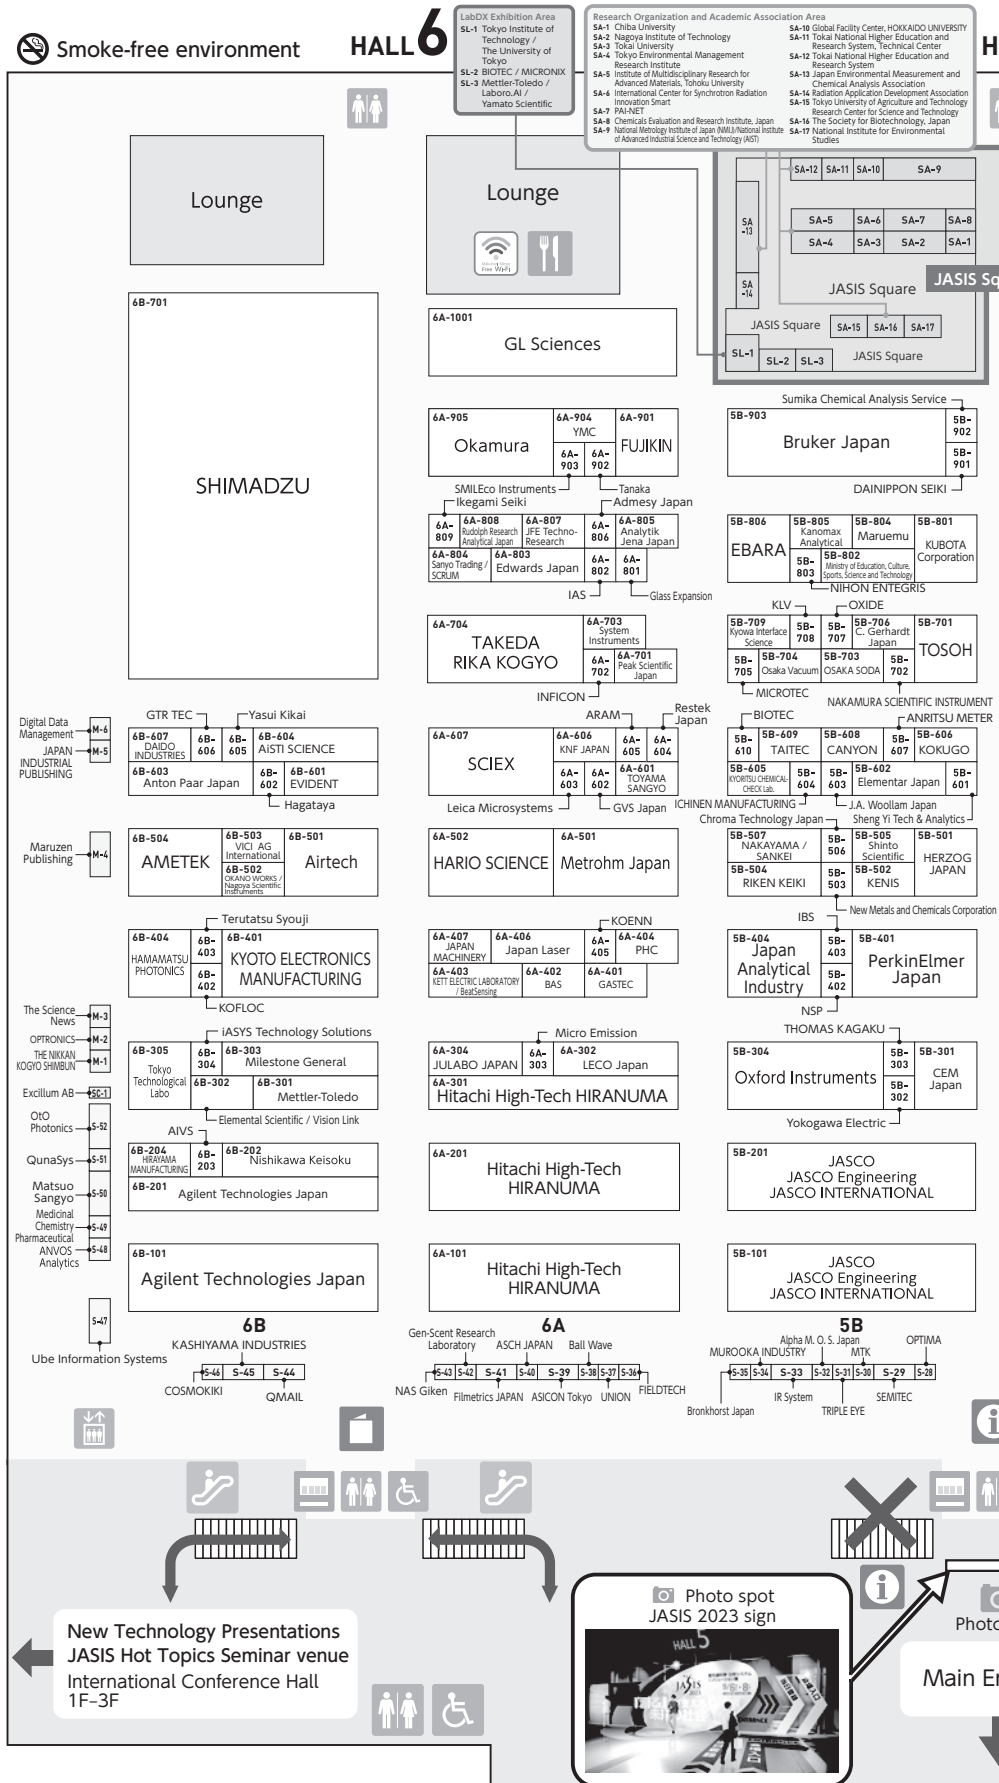 Smoke-free environment
HALL 6
LabDX Exhibition Area
SL-1 Tokyo Institute of
Technology /
The University of
Tokyo
SL-2 BIOTEC / MICRONIX
SL-3 Mettler-Toledo /
Laboro.AI /
Yamato Scientific
Research Organization and Academic Association Area
SA-1 Chiba University
SA-2 Nagoya Institute of Technology
SA-3 Tokai University
SA-4 Tokyo Environmental Management
Research Institute
SA-5 Institute of Multidisciplinary Research for
Advanced Materials, Tohoku University
SA-6 International Center for Synchrotron Radiation
Innovation Smart
SA-7 PAI-NET
SA-8 Chemicals Evaluation and Research Institute, Japan
SA-9 National Metrology Institute of Japan (NMIJ)/National Institute
of Advanced Industrial Science and Technology (AIST)
SA-10 Global Facility Center, HOKKAIDO UNIVERSITY
SA-11 Tokai National Higher Education and
Research System, Technical Center
SA-12 Tokai National Higher Education and
Research System
SA-13 Japan Environmental Measurement and
Chemical Analysis Association
SA-14 Radiation Application Development Association
SA-15 Tokyo University of Agriculture and Technology
Research Center for Science and Technology
SA-16 The Society for Biotechnology, Japan
SA-17 National Institute for Environmental
Studies
H
Lounge
Lounge
Free Wi-Fi
SA-12 SA-11 SA-10 SA-9
SA-13
SA-5 SA-6 SA-7 SA-8
SA-4 SA-3 SA-2 SA-1
SA-14
JASIS Square
JASIS Sq
JASIS Square
SA-15 SA-16 SA-17
SL-1 SL-2 SL-3
JASIS Square
6B-701
SHIMADZU
6A-1001
GL Sciences
6A-905
Okamura
6A-904
YMC
6A-903
6A-902
6A-901
FUJIKIN
SMILEco Instruments
Tanaka
Sumika Chemical Analysis Service
5B-903
Bruker Japan
5B-902
5B-901
DAINIPPON SEIKI
Ikegami Seiki
Admesy Japan
6A-809
6A-808
Rudolph Research
Analytical Japan
6A-807
JFE Techno-
Research
6A-806
6A-805
Analytik
Jena Japan
6A-804
Sanyo Trading /
SCRUM
6A-803
Edwards Japan
6A-802
6A-801
IAS
Glass Expansion
5B-806
EBARA
5B-805
Kanomax
Analytical
5B-804
Maruemu
5B-801
KUBOTA
Corporation
5B-803
5B-802
Ministry of Education, Culture,
Sports, Science and Technology
NIHON ENTEGRIS
6A-704
TAKEDA
RIKA KOGYO
6A-703
System
Instruments
6A-702
6A-701
Peak Scientific
Japan
INFICON
KLV
OXIDE
5B-709
Kyowa Interface
Science
5B-708
5B-707
5B-706
C. Gerhardt
Japan
5B-701
TOSOH
5B-705
5B-704
Osaka Vacuum
5B-703
OSAKA SODA
5B-702
MICROTEC
NAKAMURA SCIENTIFIC INSTRUMENT
Digital Data
Management
M-6
JAPAN
INDUSTRIAL
PUBLISHING
M-5
GTR TEC
Yasui Kikai
6B-607
DAIDO
INDUSTRIES
6B-606
6B-605
6B-604
AiSTI SCIENCE
6B-603
Anton Paar Japan
6B-602
6B-601
EVIDENT
Hagataya
ARAM
Restek
Japan
6A-607
SCIEX
6A-606
KNF JAPAN
6A-605
6A-604
6A-603
6A-602
6A-601
TOYAMA
SANGYO
Leica Microsystems
GVS Japan
BIOTEC
ANRITSU METER
5B-610
5B-609
TAITEC
5B-608
CANYON
5B-607
5B-606
KOKUGO
5B-605
KYORITSU CHEMICAL-
CHECK Lab.
5B-604
5B-603
5B-602
Elementar Japan
5B-601
ICHINEN MANUFACTURING
J.A. Woollam Japan
Sheng Yi Tech & Analytics
Maruzen
Publishing
M-4
6B-504
AMETEK
6B-503
VICI AG
International
6B-502
OKANO WORKS /
Nagoya Scientific
Instruments
6B-501
Airtech
6A-502
HARIO SCIENCE
6A-501
Metrohm Japan
Chroma Technology Japan
5B-507
NAKAYAMA /
SANKEI
5B-506
5B-505
Shinto
Scientific
5B-501
HERZOG
JAPAN
5B-504
RIKEN KEIKI
5B-503
5B-502
KENIS
New Metals and Chemicals Corporation
Terutatsu Syouji
6B-404
HAMAMATSU
PHOTONICS
6B-403
6B-402
6B-401
KYOTO ELECTRONICS
MANUFACTURING
KOFLOC
KOENN
6A-407
JAPAN
MACHINERY
6A-406
Japan Laser
6A-405
6A-404
PHC
6A-403
KETT ELECTRIC LABORATORY
/ BeatSensing
6A-402
BAS
6A-401
GASTEC
IBS
5B-404
Japan
Analytical
Industry
5B-403
5B-402
5B-401
PerkinElmer
Japan
NSP
The Science
News
M-3
OPTRONICS
M-2
THE NIKKAN
KOGYO SHIMBUN
M-1
Excillum AB
SC-1
OtO
Photonics
S-52
QunaSys
S-51
Matsuo
Sangyo
S-50
Medicinal
Chemistry
Pharmaceutical
S-49
ANVOS
Analytics
S-48
S-47
Ube Information Systems
iASYS Technology Solutions
6B-305
Tokyo
Technological
Labo
6B-304
6B-303
Milestone General
6B-302
6B-301
Mettler-Toledo
Elemental Scientific / Vision Link
Micro Emission
6A-304
JULABO JAPAN
6A-303
6A-302
LECO Japan
6A-301
Hitachi High-Tech HIRANUMA
THOMAS KAGAKU
5B-304
Oxford Instruments
5B-303
5B-302
5B-301
CEM
Japan
Yokogawa Electric
AIVS
6B-204
HIRAYAMA
MANUFACTURING
6B-203
6B-202
Nishikawa Keisoku
6B-201
Agilent Technologies Japan
6A-201
Hitachi High-Tech
HIRANUMA
5B-201
JASCO
JASCO Engineering
JASCO INTERNATIONAL
6B-101
Agilent Technologies Japan
6A-101
Hitachi High-Tech
HIRANUMA
5B-101
JASCO
JASCO Engineering
JASCO INTERNATIONAL
6B
6A
5B
KASHIYAMA INDUSTRIES
S-46 S-45 S-44
COSMOKIKI
QMAIL
Gen-Scent Research
Laboratory
ASCH JAPAN
Ball Wave
S-43 S-42 S-41 S-40 S-39 S-38 S-37 S-36
NAS Giken
Filmetrics JAPAN
ASICON Tokyo
UNION
FIELDTECH
Alpha M. O. S. Japan
OPTIMA
MUROOKA INDUSTRY
MTK
S-35 S-34 S-33 S-32 S-31 S-30 S-29 S-28
Bronkhorst Japan
IR System
TRIPLE EYE
SEMITEC
New Technology Presentations
JASIS Hot Topics Seminar venue
International Conference Hall
1F–3F
Photo spot
JASIS 2023 sign
HALL 5
JASIS
Photo
Main En